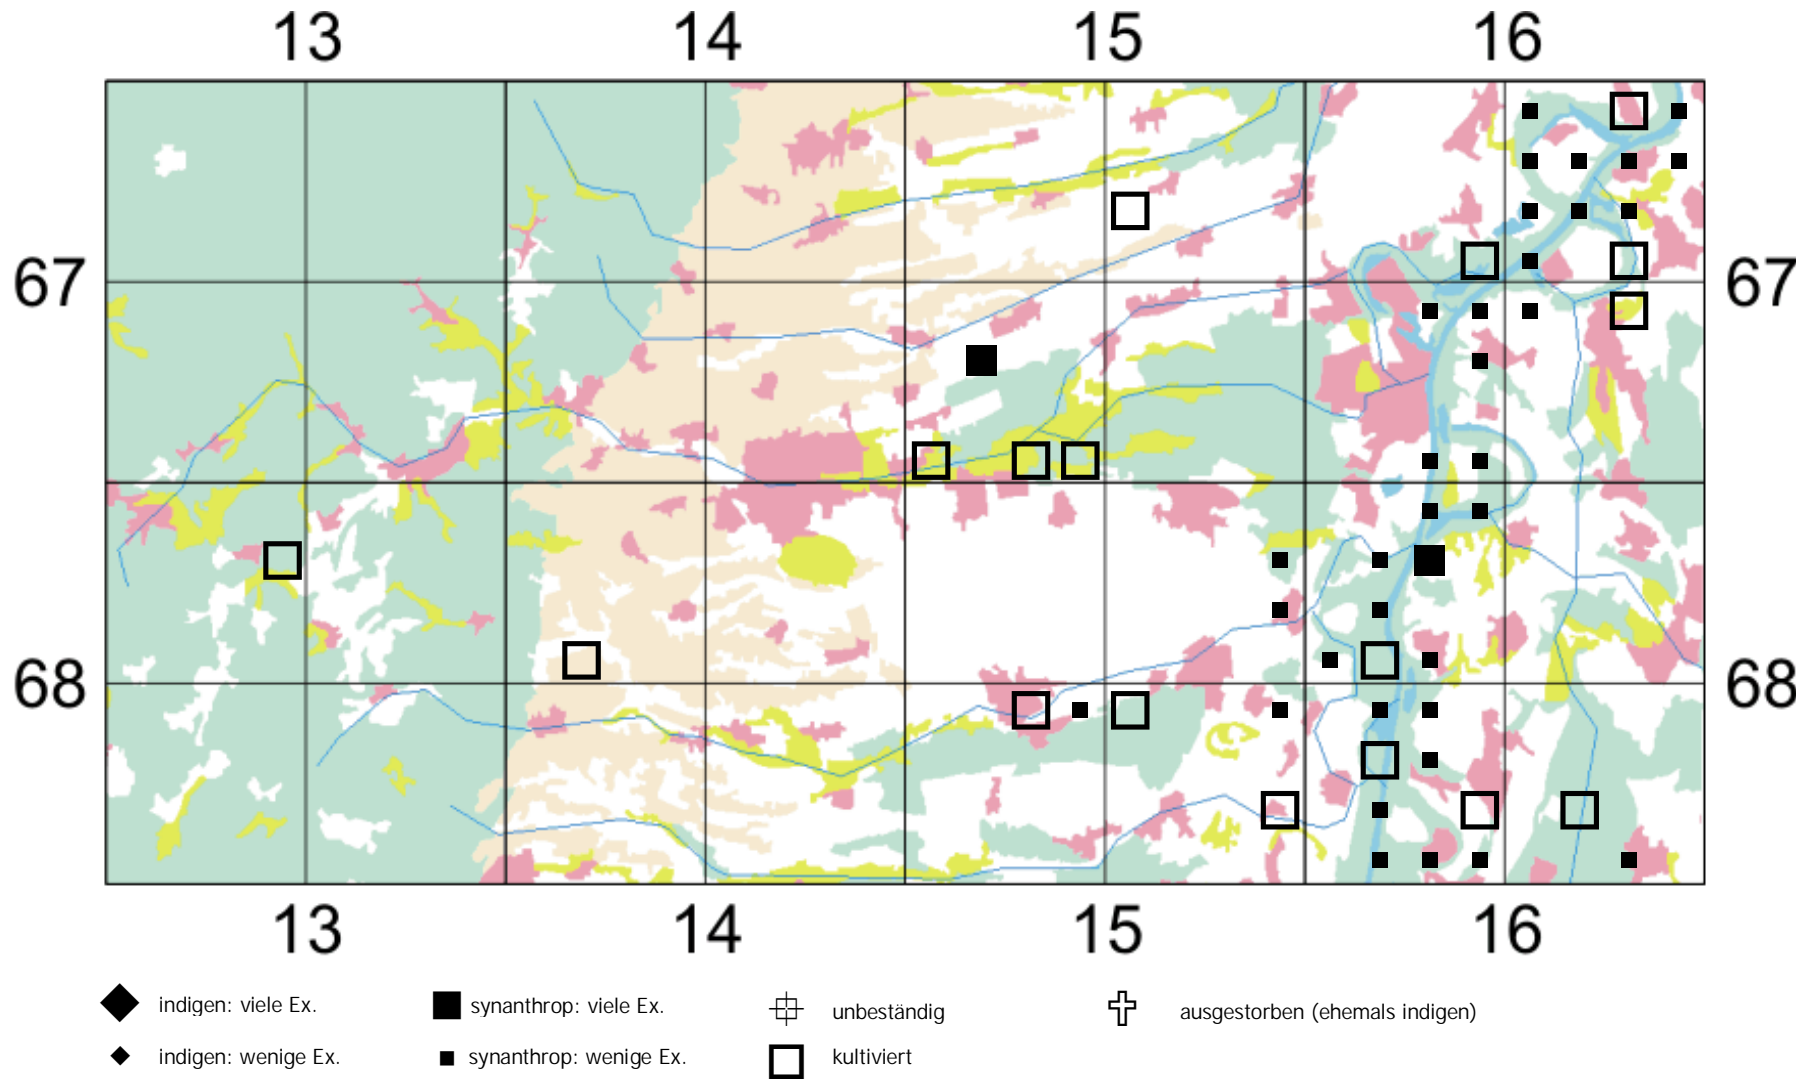 13 14 15 16
67 67
68 68
13 14 15 16
indigen: viele Ex. synanthrop: viele Ex. unbeständig ausgestorben (ehemals indigen)
indigen: wenige Ex. synanthrop: wenige Ex. kultiviert